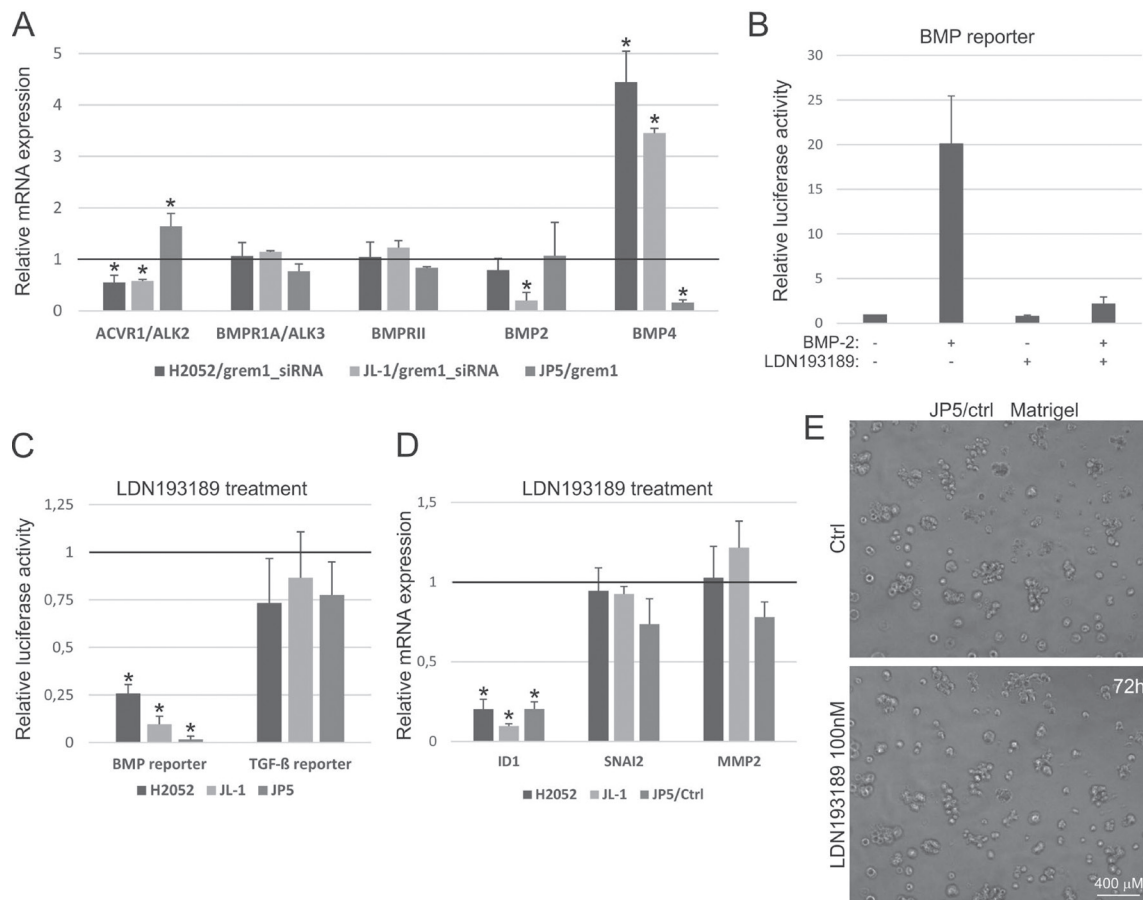 A
Relative mRNA expression
5
4
3
2
1
0
* * *
*
* * *
ACVR1/ALK2 BMPR1A/ALK3 BMPRII BMP2 BMP4
H2052/grem1_siRNA JL-1/grem1_siRNA JP5/grem1
B
BMP reporter
Relative luciferase activity
30
25
20
15
10
5
0
BMP-2: - + - +
LDN193189: - - + +
C
LDN193189 treatment
Relative luciferase activity
1,25
1
0,75
0,5
0,25
0
* * *
BMP reporter TGF-ß reporter
H2052 JL-1 JP5
D
LDN193189 treatment
Relative mRNA expression
1,5
1
0,5
0
* * *
ID1 SNAI2 MMP2
H2052 JL-1 JP5/Ctrl
E
JP5/ctrl Matrigel
Ctrl
LDN193189 100nM
72h
400 µM